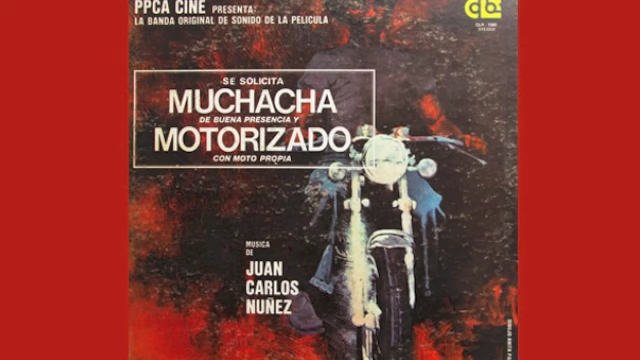 PPCA CINE PRESENTA:
LA BANDA ORIGINAL DE SONIDO DE LA PELICULA
SE SOLICITA
MUCHACHA
DE BUENA PRESENCIA Y
MOTORIZADO
CON MOTO PROPIA
MUSICA
DE
JUAN
CARLOS
NUÑEZ